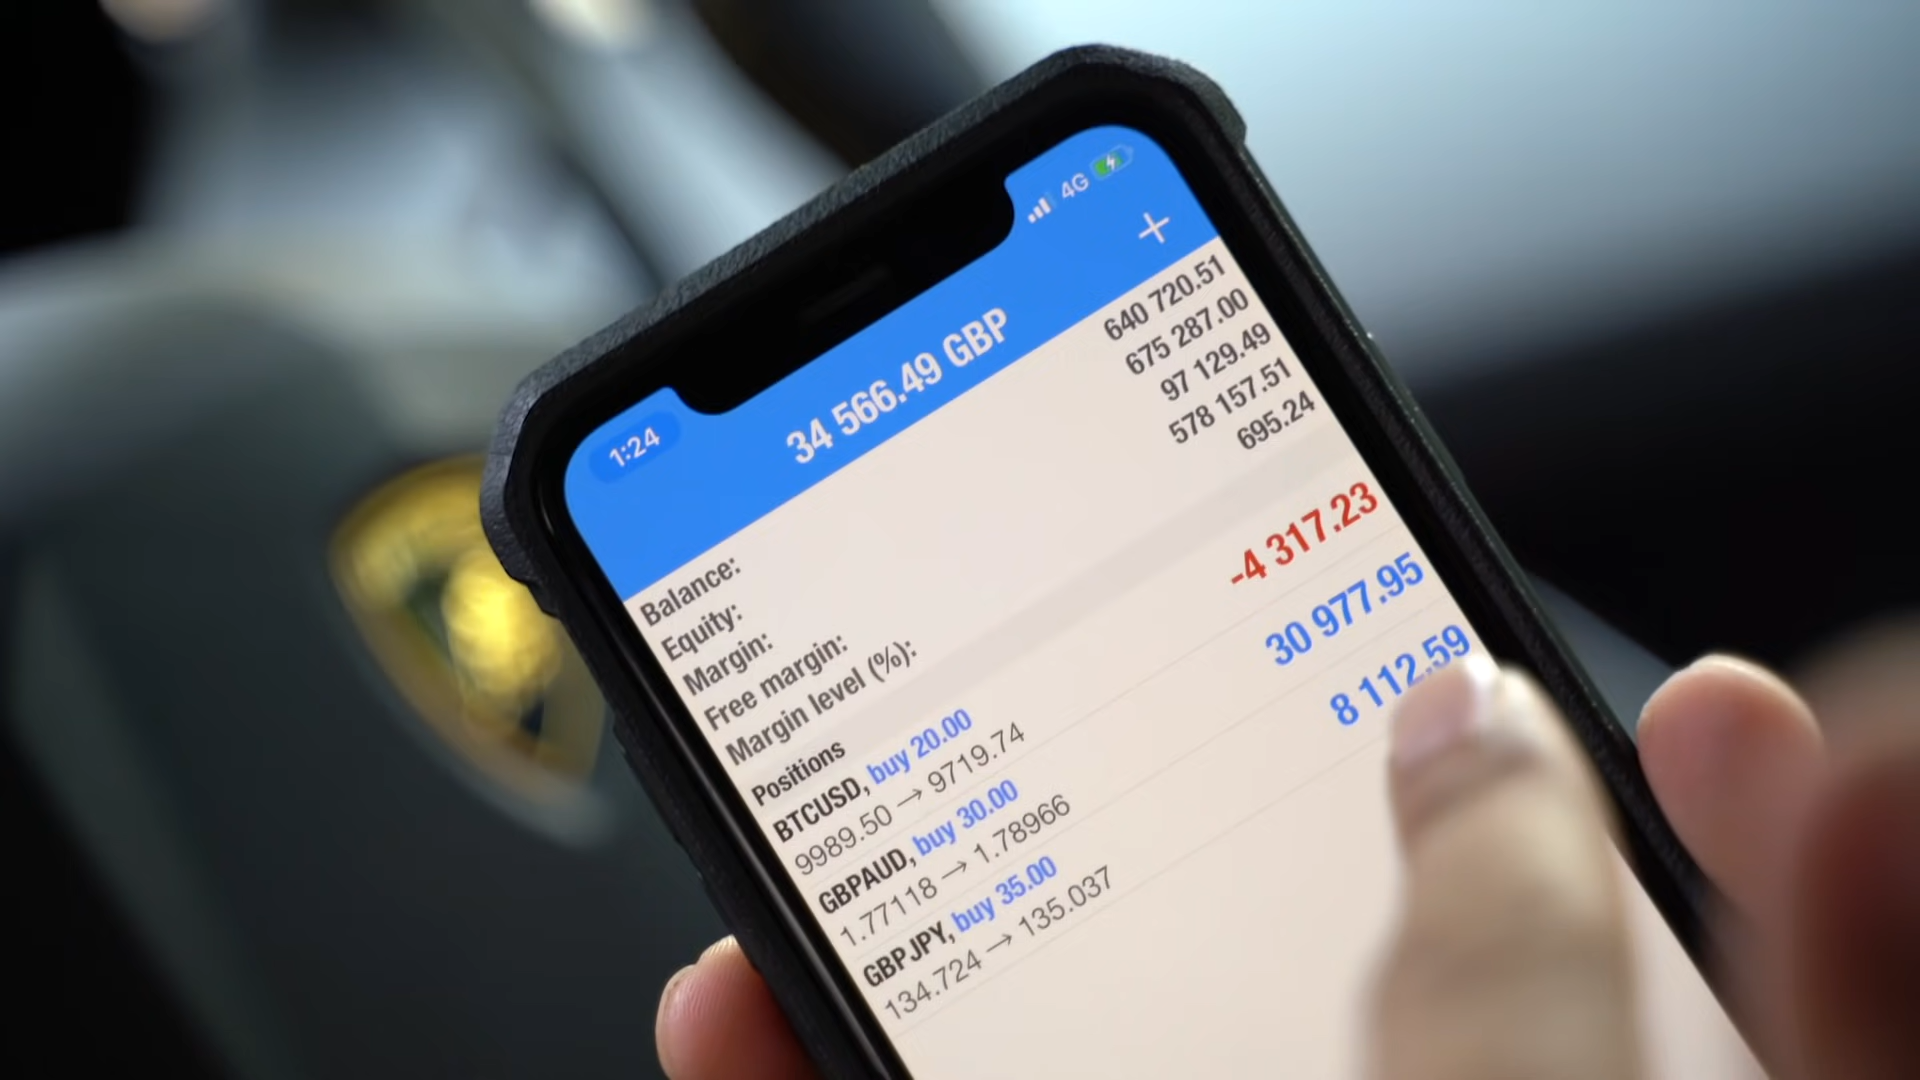 1:24 4G
34 566.49 GBP
+
Balance: 640 720.51
Equity: 675 287.00
Margin: 97 129.49
Free margin: 578 157.51
Margin level (%): 695.24
Positions
BTCUSD, buy 20.00 -4 317.23
9989.50 → 9719.74
GBPAUD, buy 30.00 30 977.95
1.77118 → 1.78966
GBPJPY, buy 35.00 8 112.59
134.724 → 135.037